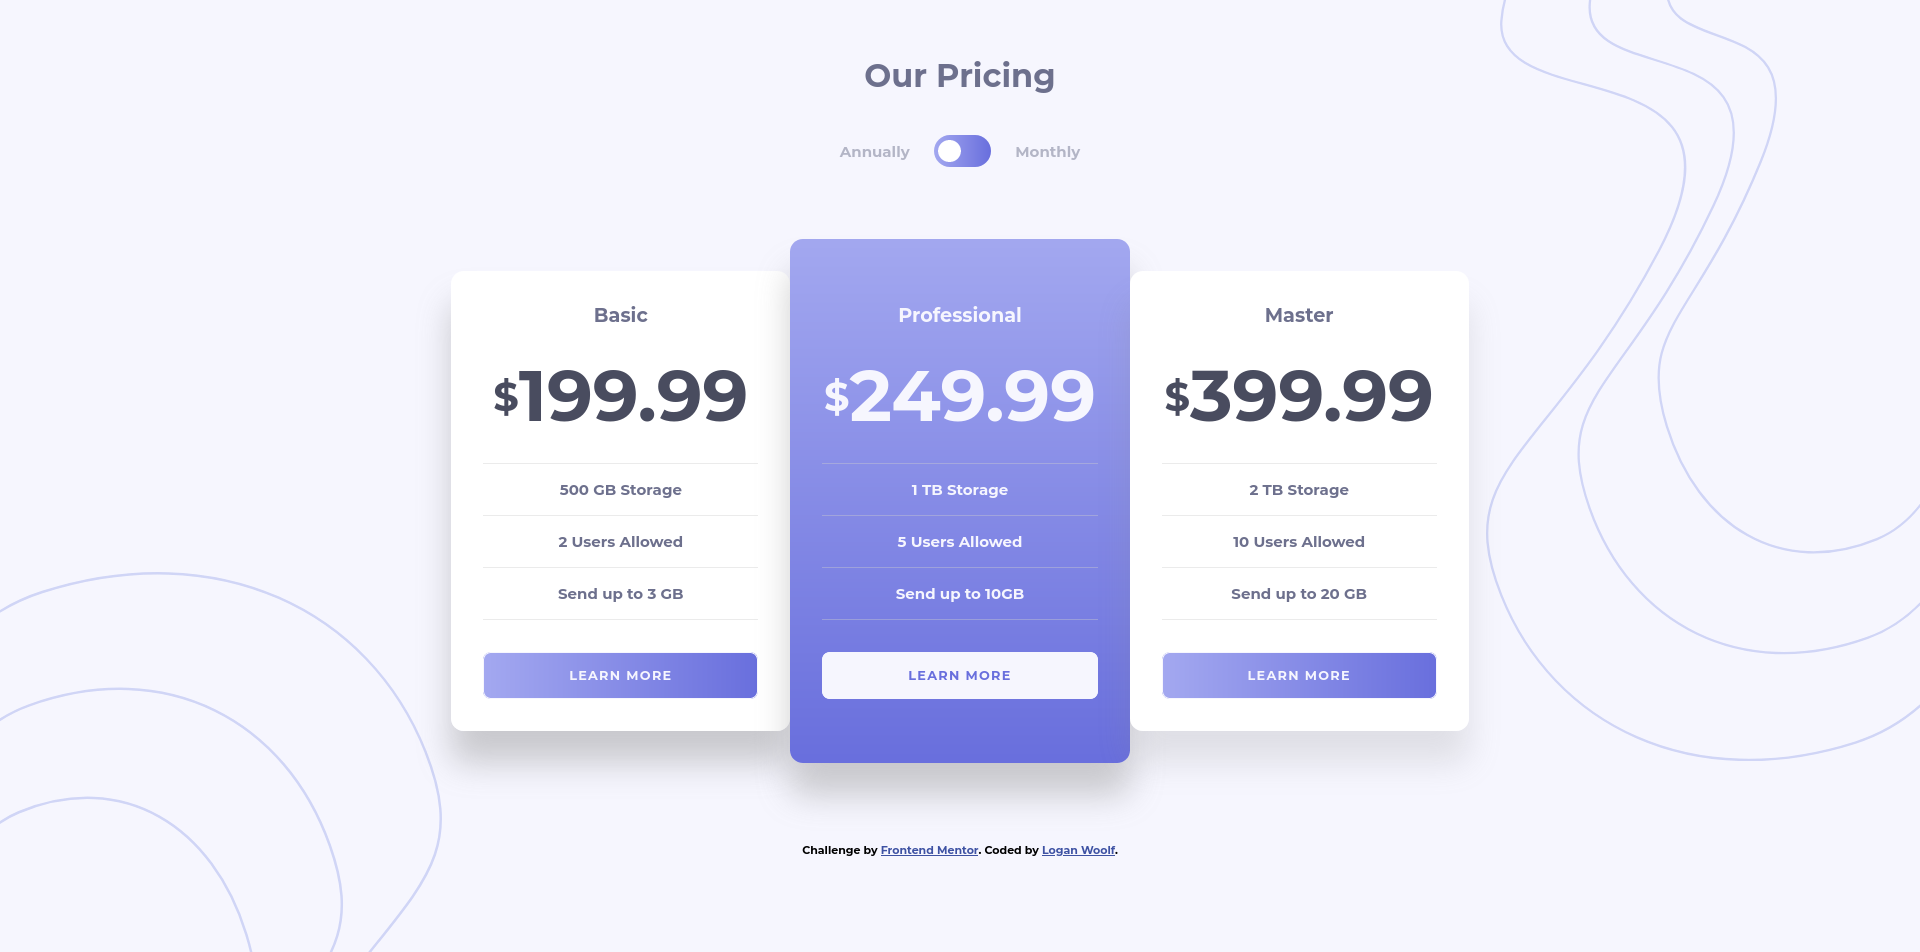 Our Pricing
Annually
Monthly
Basic
$199.99
500 GB Storage
2 Users Allowed
Send up to 3 GB
LEARN MORE
Professional
$249.99
1 TB Storage
5 Users Allowed
Send up to 10GB
LEARN MORE
Master
$399.99
2 TB Storage
10 Users Allowed
Send up to 20 GB
LEARN MORE
Challenge by Frontend Mentor. Coded by Logan Woolf.